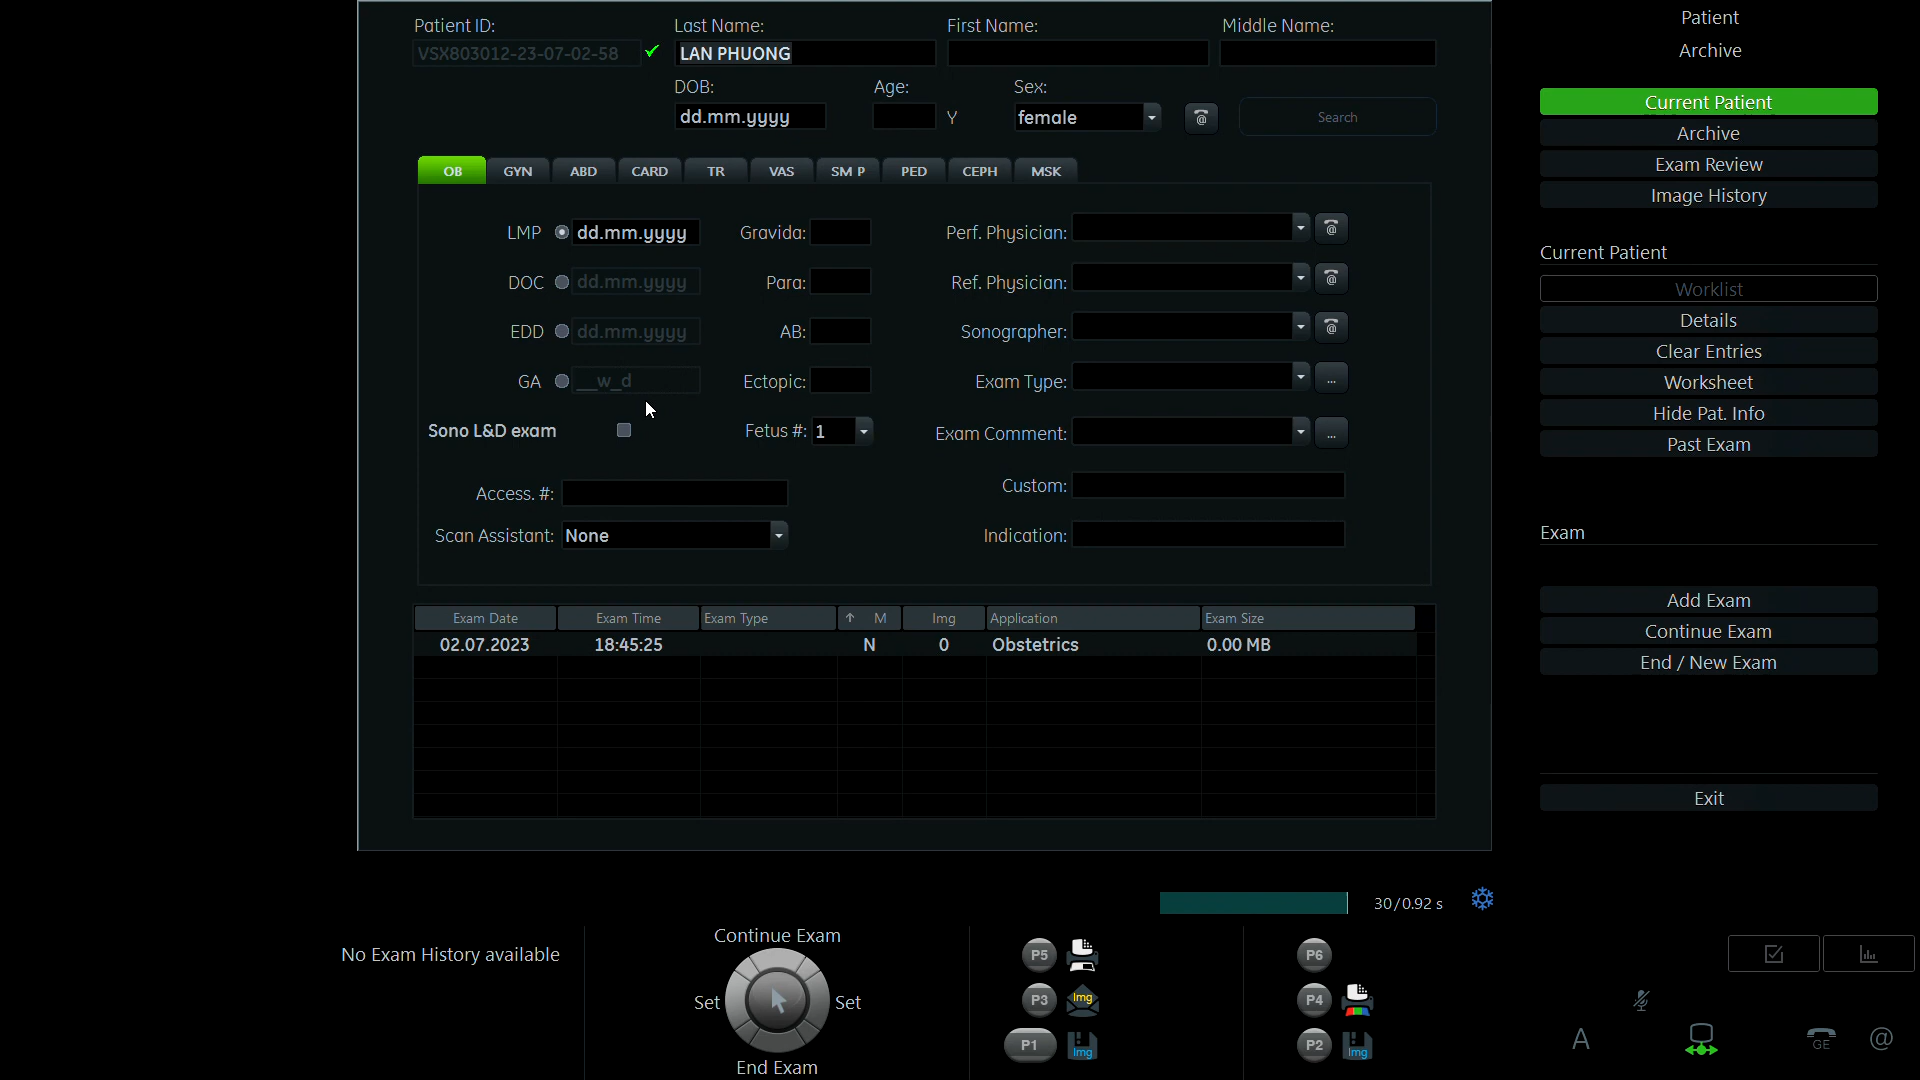 Patient ID: Last Name: First Name: Middle Name:
VSX803012-23-07-02-58 LAN PHUONG
DOB: Age: Sex:
dd.mm.yyyy Y female @ Search
OB GYN ABD CARD TR VAS SM P PED CEPH MSK
LMP dd.mm.yyyy Gravida: Perf. Physician: @
DOC dd.mm.yyyy Para: Ref. Physician: @
EDD dd.mm.yyyy AB: Sonographer: @
GA __w_d Ectopic: Exam Type: ...
Sono L&D exam Fetus #: 1 Exam Comment: ...
Access. #: Custom:
Scan Assistant: None Indication:
Exam Date Exam Time Exam Type ↑ M Img Application Exam Size
02.07.2023 18:45:25 N 0 Obstetrics 0.00 MB
30/0.92 s
No Exam History available
Continue Exam
Set Set
End Exam
P5 P6
P3 Img P4
P1 Img P2 Img
Patient
Archive
Current Patient
Archive
Exam Review
Image History
Current Patient
Worklist
Details
Clear Entries
Worksheet
Hide Pat. Info
Past Exam
Exam
Add Exam
Continue Exam
End / New Exam
Exit
A GE @